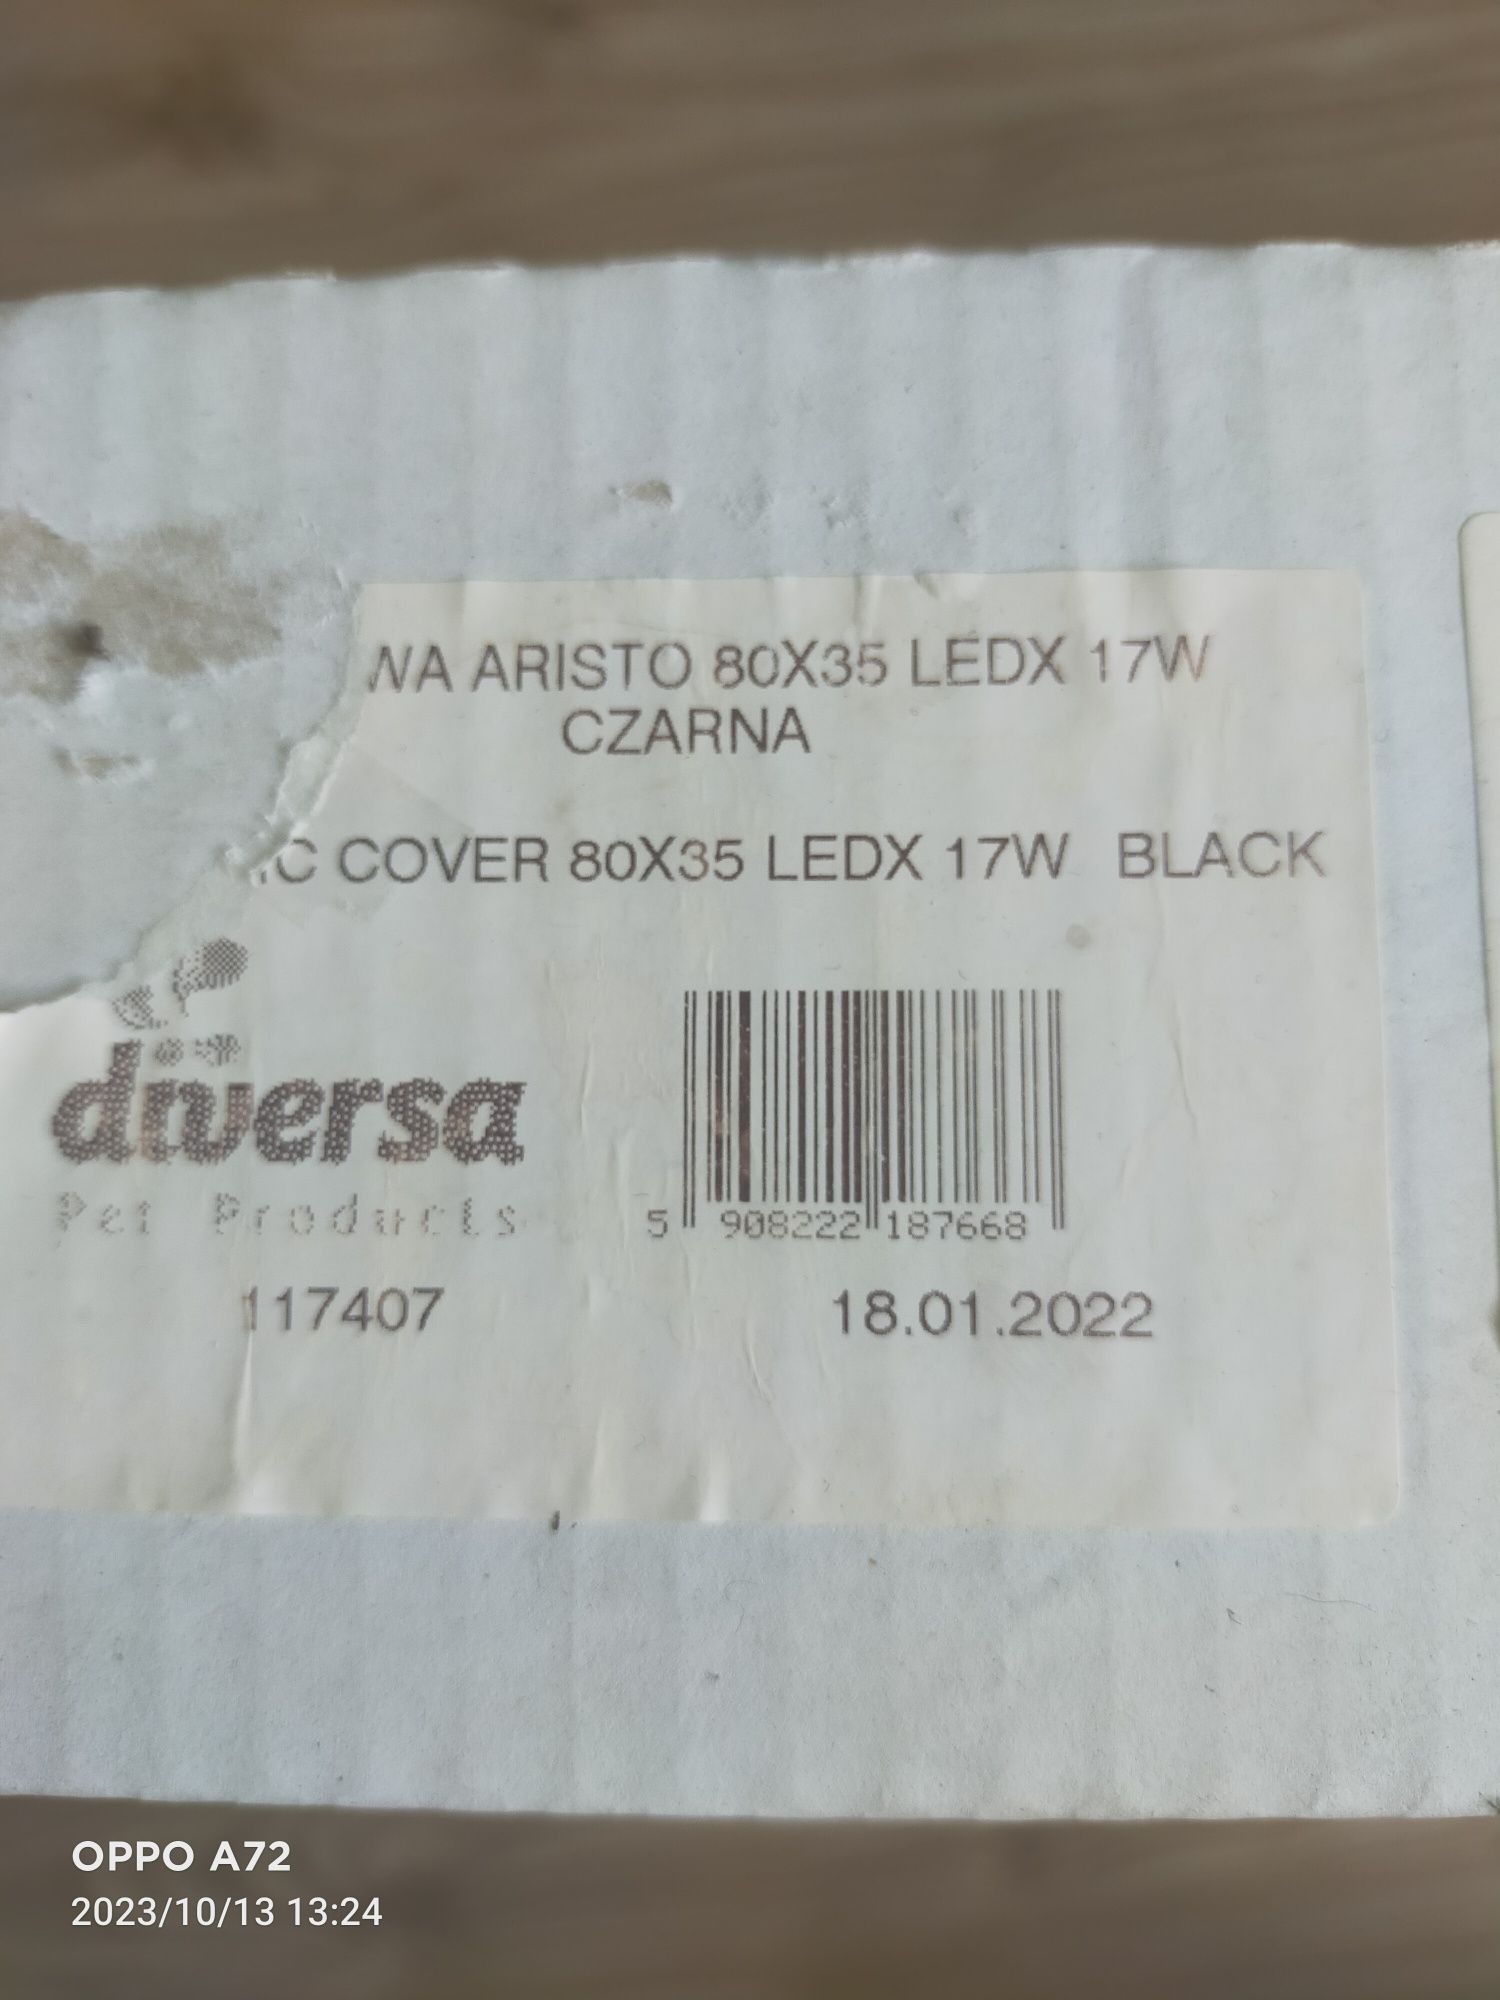 WA ARISTO 80X35 LEDX 17W
CZARNA
IC COVER 80X35 LEDX 17W BLACK
diversa
Pet Products
5 908222 187668
117407
18.01.2022
OPPO A72
2023/10/13 13:24